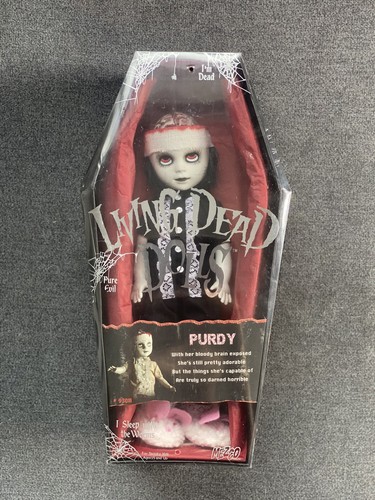 I'm
Dead
LIVING DEAD
DOLLS
Pure
Evil
PURDY
With her bloody brain exposed
She's still pretty adorable
But the things she's capable of
Are truly so darned horrible
I Sleep
the
MEZCO